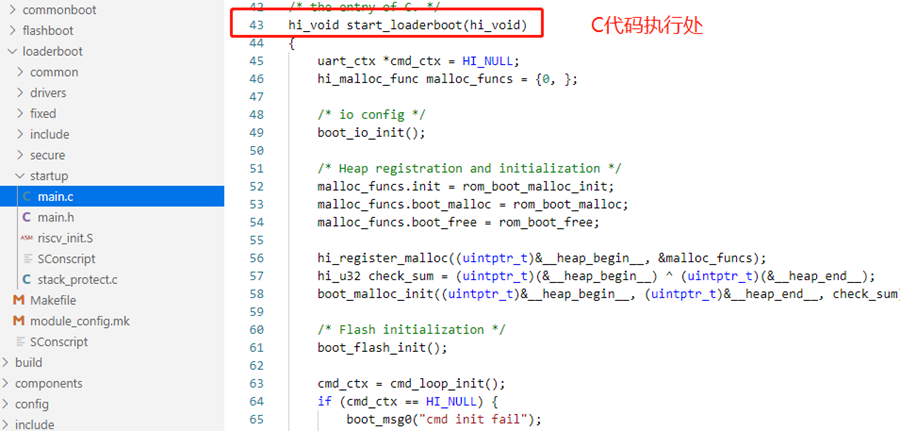 commonboot
flashboot
loaderboot
common
drivers
fixed
include
secure
startup
C main.c
C main.h
ASM riscv_init.S
SConscript
C stack_protect.c
M Makefile
M module_config.mk
SConscript
build
components
config
include
42 /* the entry of C. */
43 hi_void start_loaderboot(hi_void)
C代码执行处
44 {
45 uart_ctx *cmd_ctx = HI_NULL;
46 hi_malloc_func malloc_funcs = {0, };
47
48 /* io config */
49 boot_io_init();
50
51 /* Heap registration and initialization */
52 malloc_funcs.init = rom_boot_malloc_init;
53 malloc_funcs.boot_malloc = rom_boot_malloc;
54 malloc_funcs.boot_free = rom_boot_free;
55
56 hi_register_malloc((uintptr_t)&__heap_begin__, &malloc_funcs);
57 hi_u32 check_sum = (uintptr_t)(&__heap_begin__) ^ (uintptr_t)(&__heap_end__);
58 boot_malloc_init((uintptr_t)&__heap_begin__, (uintptr_t)&__heap_end__, check_sum)
59
60 /* Flash initialization */
61 boot_flash_init();
62
63 cmd_ctx = cmd_loop_init();
64 if (cmd_ctx == HI_NULL) {
65 boot_msg0("cmd init fail");